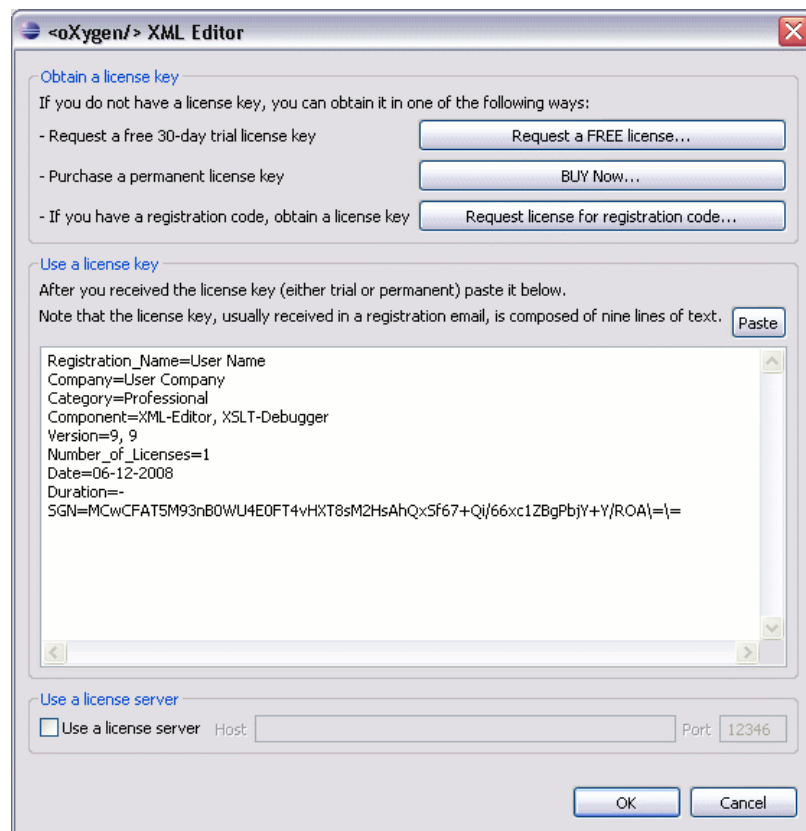 <oXygen/> XML Editor
Obtain a license key
If you do not have a license key, you can obtain it in one of the following ways:
- Request a free 30-day trial license key
Request a FREE license...
- Purchase a permanent license key
BUY Now...
- If you have a registration code, obtain a license key
Request license for registration code...
Use a license key
After you received the license key (either trial or permanent) paste it below.
Note that the license key, usually received in a registration email, is composed of nine lines of text.
Paste
Registration_Name=User Name
Company=User Company
Category=Professional
Component=XML-Editor, XSLT-Debugger
Version=9, 9
Number_of_Licenses=1
Date=06-12-2008
Duration=-
SGN=MCwCFAT5M93nB0WU4E0FT4vHXT8sM2HsAhQxSf67+Qi/66xc1ZBgPbjY+Y/ROA\=\=
Use a license server
Use a license server
Host
Port
12346
OK
Cancel